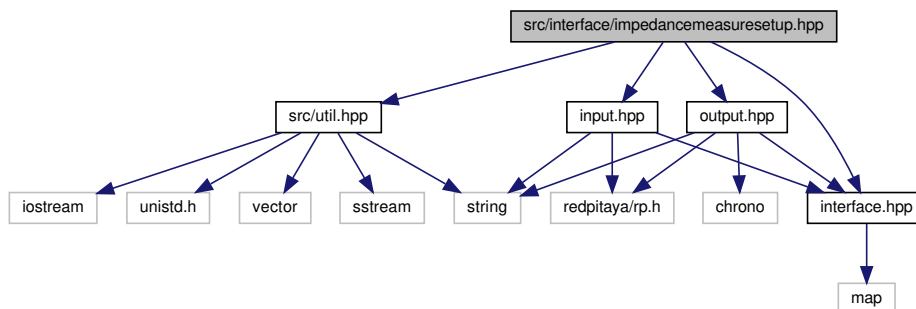 src/interface/impedancemeasuresetup.hpp
src/util.hpp
input.hpp
output.hpp
iostream
unistd.h
vector
sstream
string
redpitaya/rp.h
chrono
interface.hpp
map